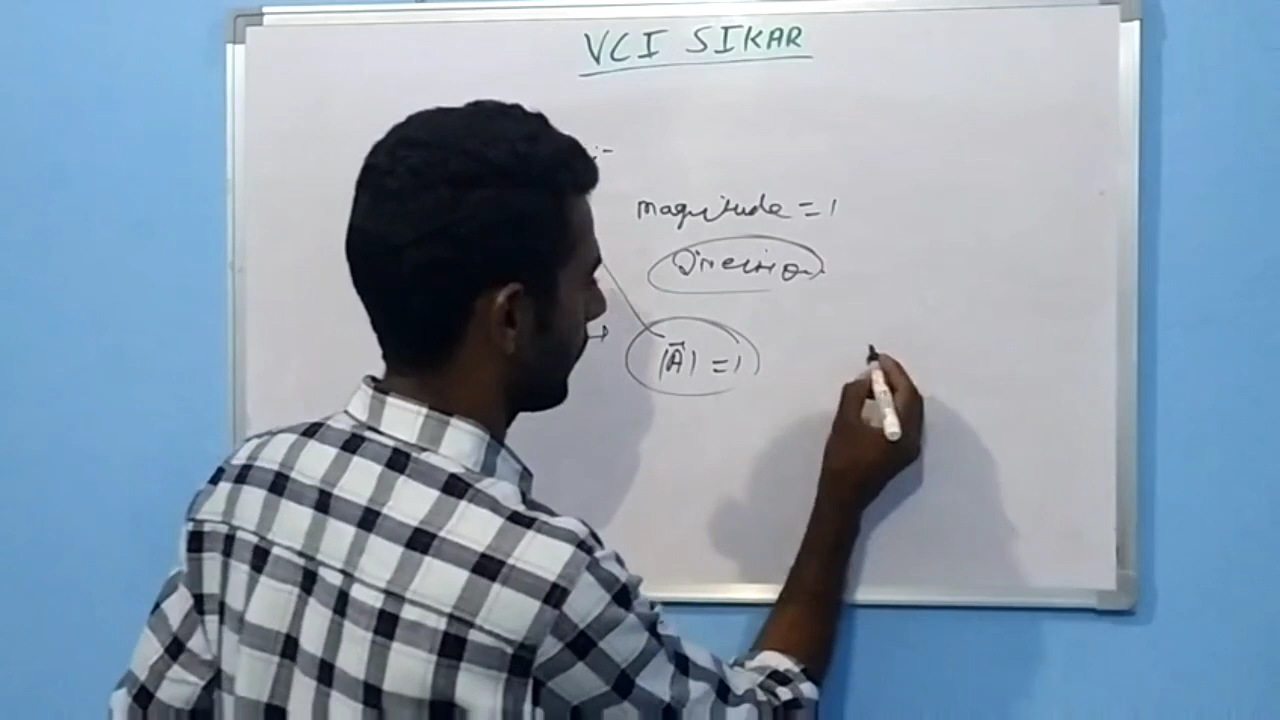 VCI SIKAR
:-
magnitude = 1
Direction
|A⃗| = 1